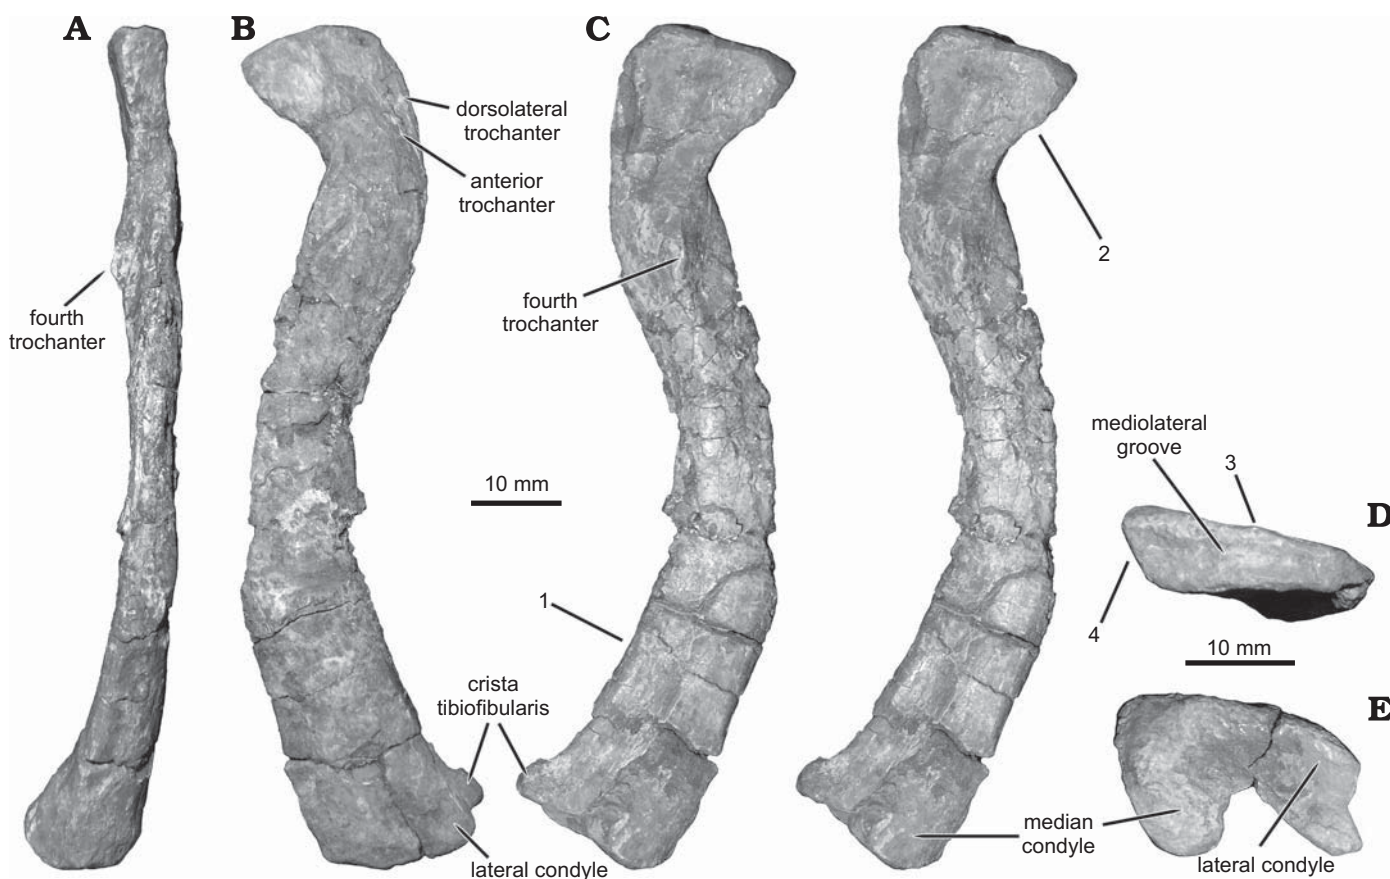 A
B
C
dorsolateral
trochanter
anterior
trochanter
2
fourth
trochanter
fourth
trochanter
mediolateral
groove
3
D
10 mm
1
4
10 mm
crista
tibiofibularis
E
median
condyle
lateral condyle
lateral condyle